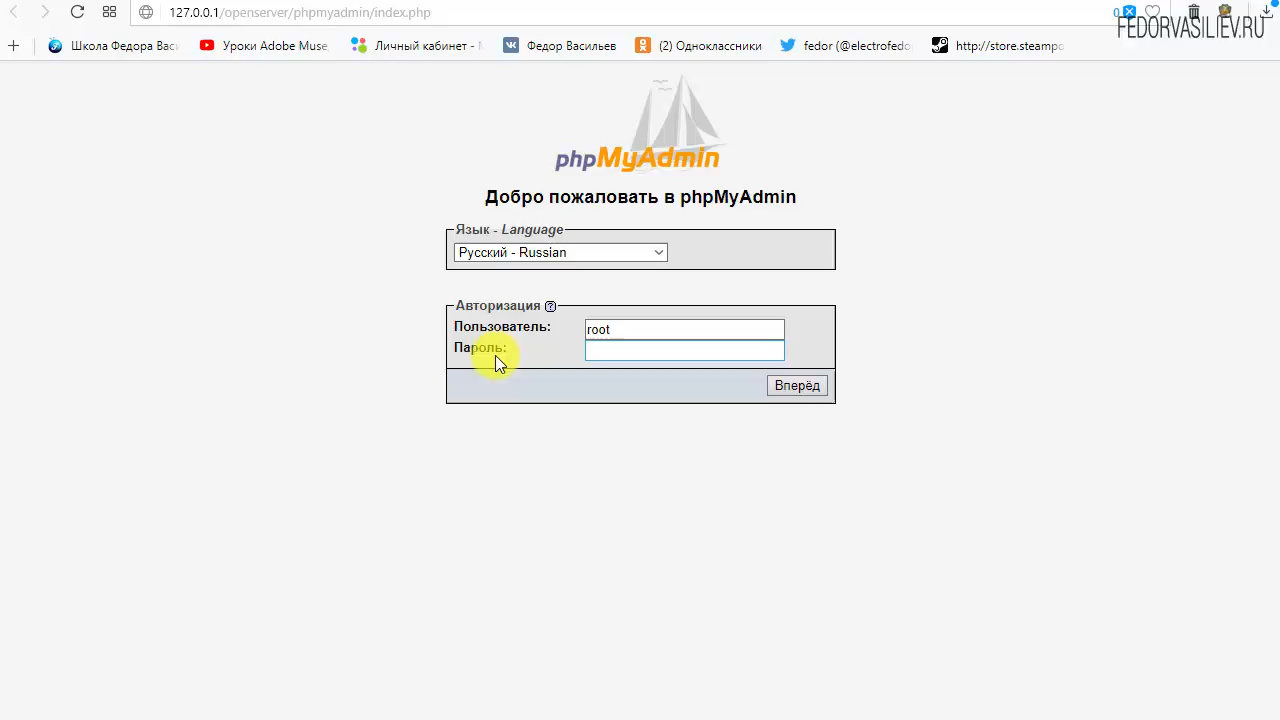 127.0.0.1/openserver/phpmyadmin/index.php
0
FEDORVASILIEV.RU
Школа Федора Вас
Уроки Adobe Muse
Личный кабинет -
Федор Васильев
(2) Одноклассники
fedor (@electrofedo
http://store.steampo
phpMyAdmin
Добро пожаловать в phpMyAdmin
Язык - Language
Русский - Russian
Авторизация ?
Пользователь: root
Пароль:
Вперёд